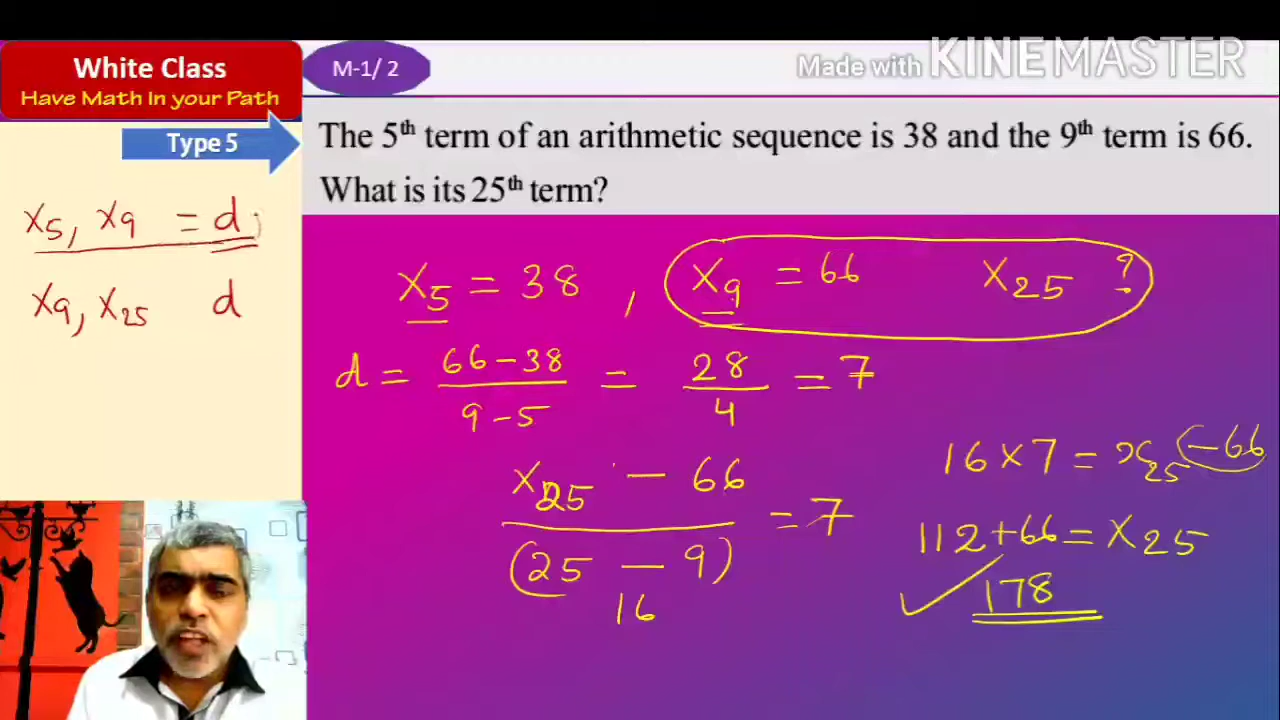 White Class
Have Math in your Path
M-1/ 2
Made with KINEMASTER
Type 5
The 5th term of an arithmetic sequence is 38 and the 9th term is 66.
What is its 25th term?
x5, x9 = d
x9, x25 d
x5 = 38 , x9 = 66 x25 ?
d = 66 - 38 / 9 - 5 = 28 / 4 = 7
x25 - 66 / (25 - 9) = 7
16
16 x 7 = x25 - 66
112 + 66 = x25
178